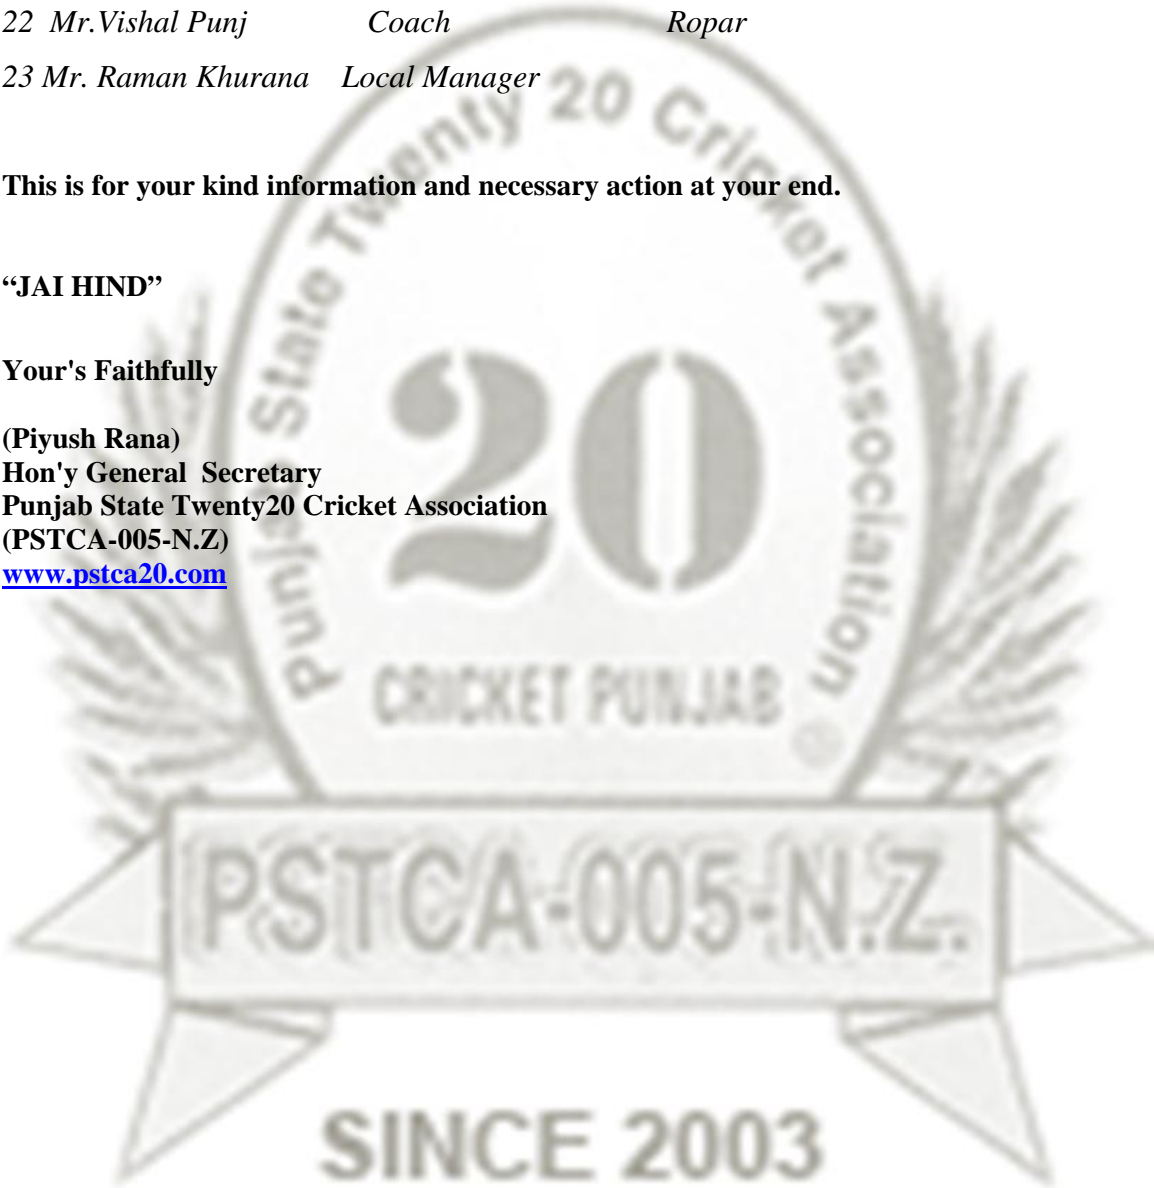 22 Mr.Vishal Punj Coach Ropar
23 Mr. Raman Khurana Local Manager
This is for your kind information and necessary action at your end.
“JAI HIND”
Your's Faithfully
(Piyush Rana)
Hon'y General Secretary
Punjab State Twenty20 Cricket Association
(PSTCA-005-N.Z)
www.pstca20.com
Punjab State Twenty 20 Cricket Association
20
CRICKET PUNJAB
®
PSTCA-005-N.Z.
SINCE 2003